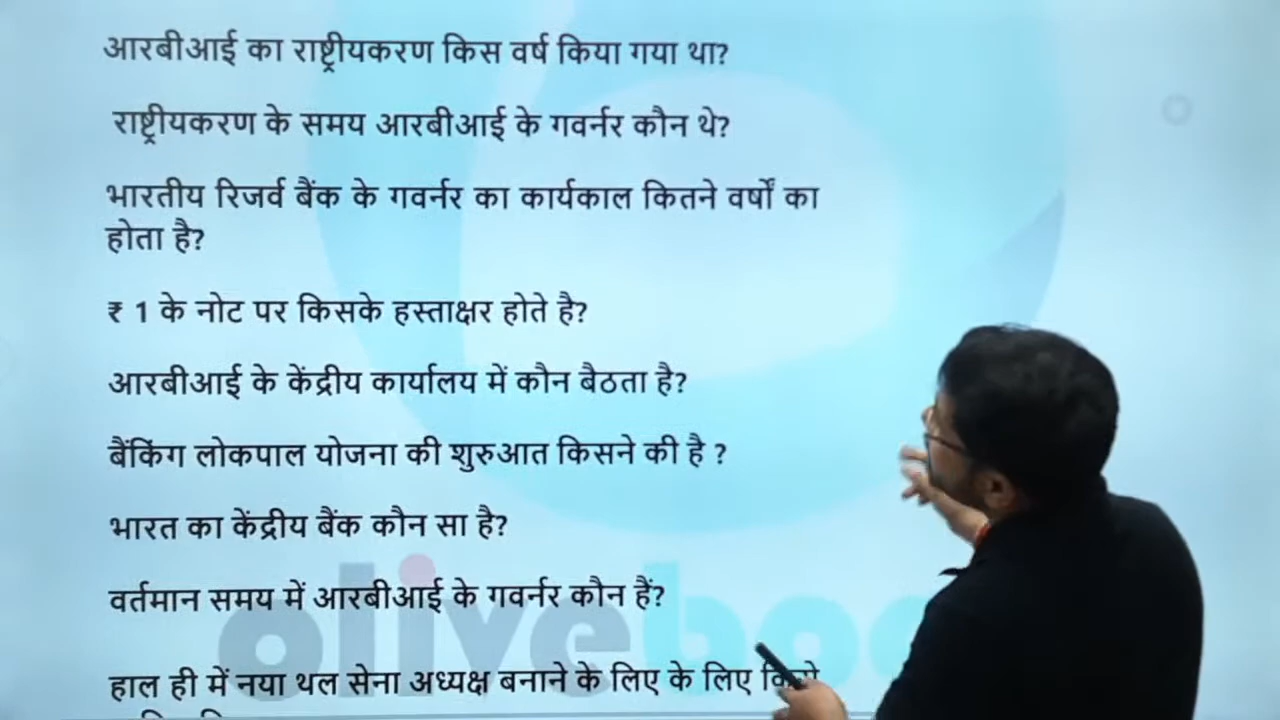 आरबीआई का राष्ट्रीयकरण किस वर्ष किया गया था?
राष्ट्रीयकरण के समय आरबीआई के गवर्नर कौन थे?
भारतीय रिजर्व बैंक के गवर्नर का कार्यकाल कितने वर्षों का
होता है?
₹ 1 के नोट पर किसके हस्ताक्षर होते है?
आरबीआई के केंद्रीय कार्यालय में कौन बैठता है?
बैंकिंग लोकपाल योजना की शुरुआत किसने की है ?
भारत का केंद्रीय बैंक कौन सा है?
वर्तमान समय में आरबीआई के गवर्नर कौन हैं?
हाल ही में नया थल सेना अध्यक्ष बनाने के लिए के लिए